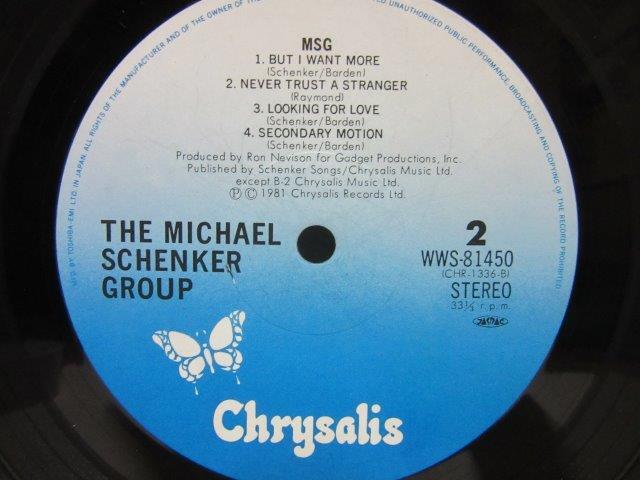 OF THE MANUFACTURER AND OF THE
UNAUTHORIZED PUBLIC PERFORMANCE, BROADCASTING AND COPYING OF THE RECORD PROHIBITED
MSG
1. BUT I WANT MORE
(Schenker/Barden)
2. NEVER TRUST A STRANGER
(Raymond)
3. LOOKING FOR LOVE
(Schenker/Barden)
4. SECONDARY MOTION
(Schenker/Barden)
Produced by Ron Nevison for Gadget Productions, Inc.
Published by Schenker Songs/Chrysalis Music Ltd.
except B-2 Chrysalis Music Ltd.
Ⓟ © 1981 Chrysalis Records Ltd.
THE MICHAEL
SCHENKER
GROUP
2
WWS-81450
(CHR-1336-B)
STEREO
33⅓ r.p.m.
JASRAC
Chrysalis
MFG. BY TOSHIBA-EMI LTD. IN JAPAN. ALL RIGHTS